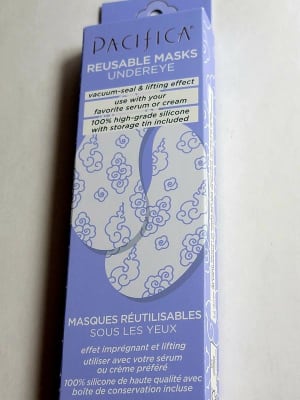 PACIFICA®
REUSABLE MASKS
UNDEREYE
vacuum-seal & lifting effect
use with your
favorite serum or cream
100% high-grade silicone
with storage tin included
MASQUES RÉUTILISABLES
SOUS LES YEUX
effet imprégnant et lifting
utiliser avec votre sérum
ou crème préféré
100% silicone de haute qualité avec
boîte de conservation incluse